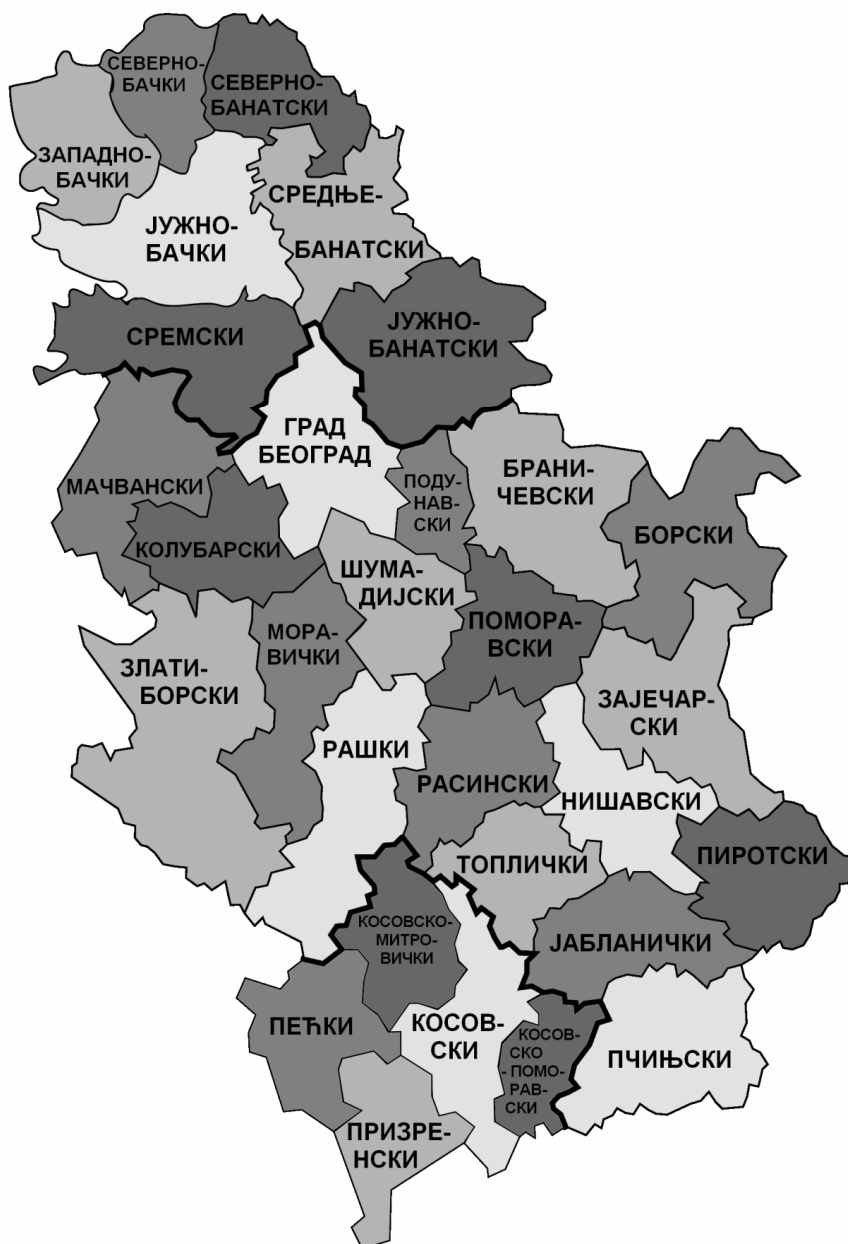 СЕВЕРНО-
БАЧКИ
СЕВЕРНО-
БАНАТСКИ
ЗАПАДНО-
БАЧКИ
ЈУЖНО-
БАЧКИ
СРЕДЊЕ-
БАНАТСКИ
СРЕМСКИ
ЈУЖНО-
БАНАТСКИ
ГРАД
БЕОГРАД
МАЧВАНСКИ
ПОДУ-
НАВ-
СКИ
БРАНИ-
ЧЕВСКИ
БОРСКИ
КОЛУБАРСКИ
ШУМА-
ДИЈСКИ
МОРА-
ВИЧКИ
ПОМОРА-
ВСКИ
ЗЛАТИ-
БОРСКИ
ЗАЈЕЧАР-
СКИ
РАШКИ
РАСИНСКИ
НИШАВСКИ
ТОПЛИЧКИ
ПИРОТСКИ
КОСОВСКО-
МИТРО-
ВИЧКИ
ЈАБЛАНИЧКИ
ПЕЋКИ
КОСОВ-
СКИ
КОСОВ-
СКО
- ПОМО-
РАВ-
СКИ
ПЧИЊСКИ
ПРИЗРЕ-
НСКИ